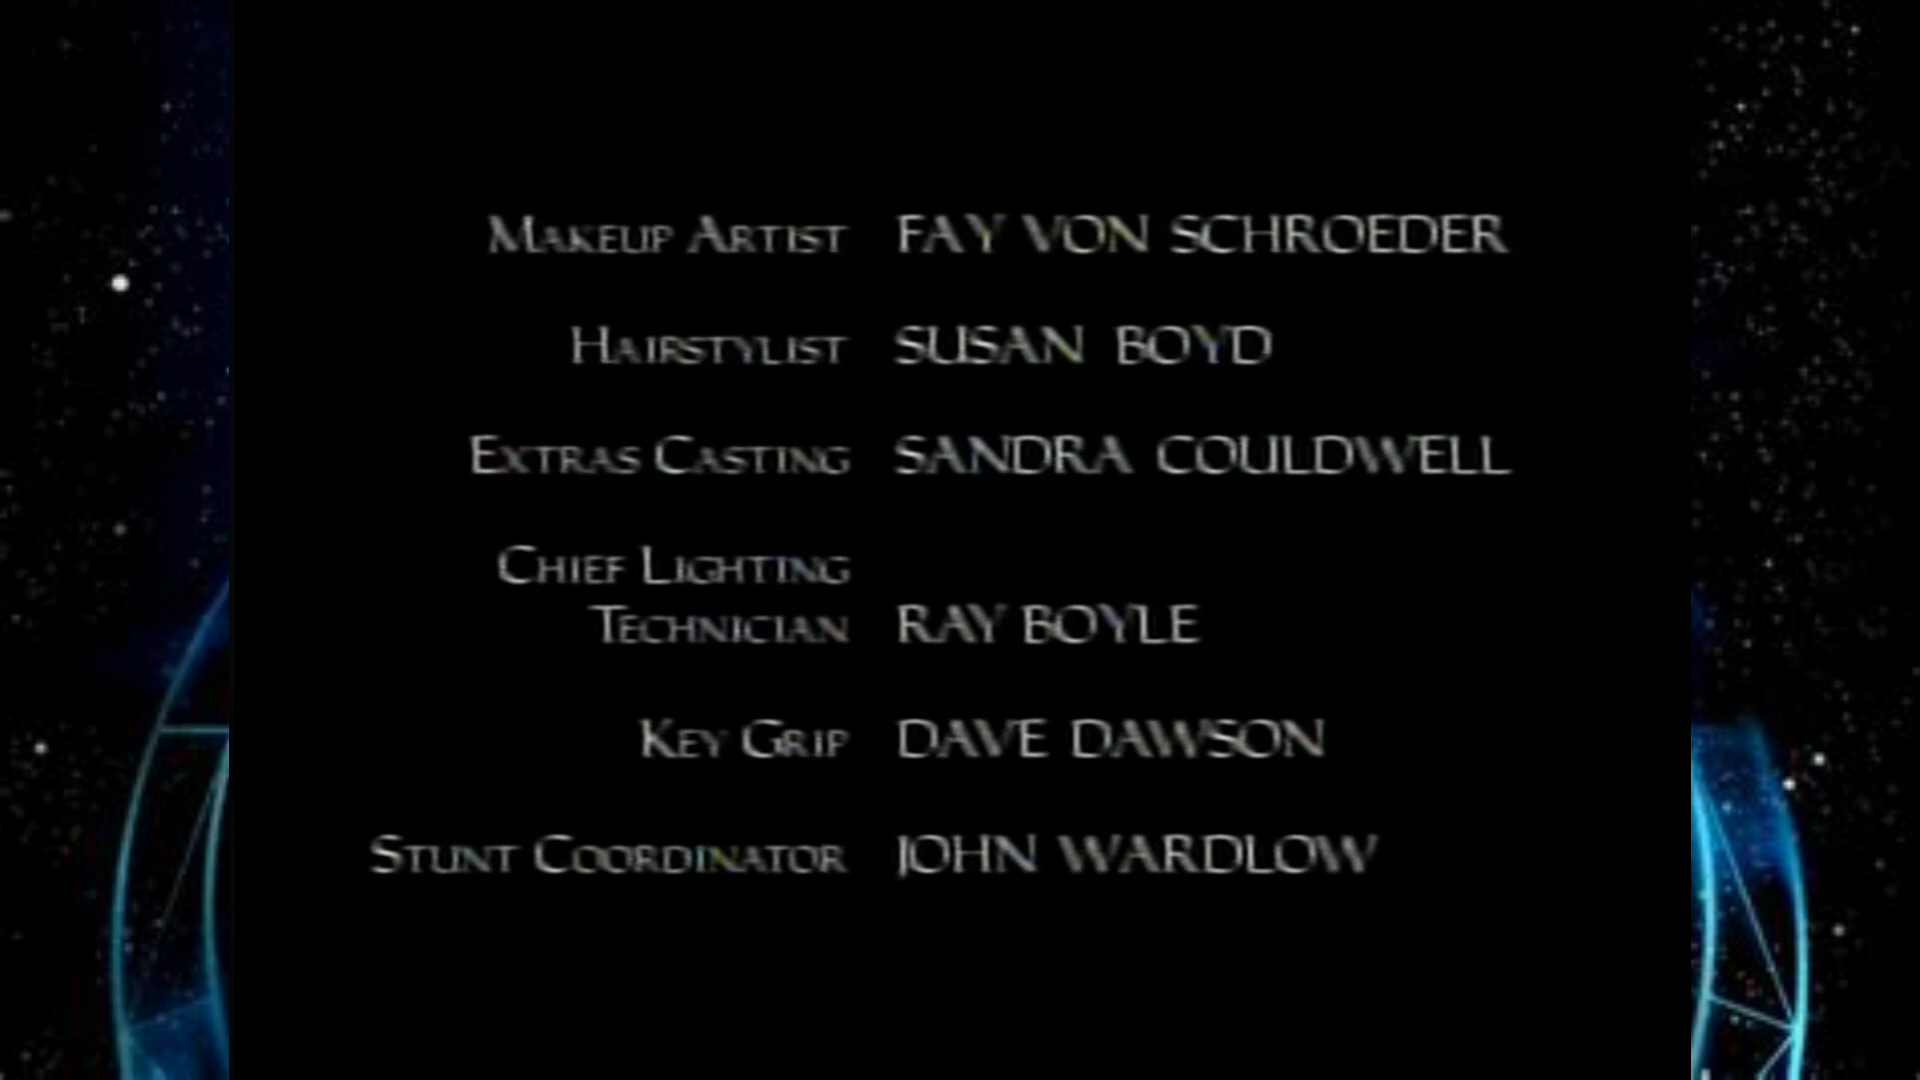 Makeup Artist FAY VON SCHROEDER
Hairstylist SUSAN BOYD
Extras Casting SANDRA COULDWELL
Chief Lighting
Technician RAY BOYLE
Key Grip DAVE DAWSON
Stunt Coordinator JOHN WARDLOW